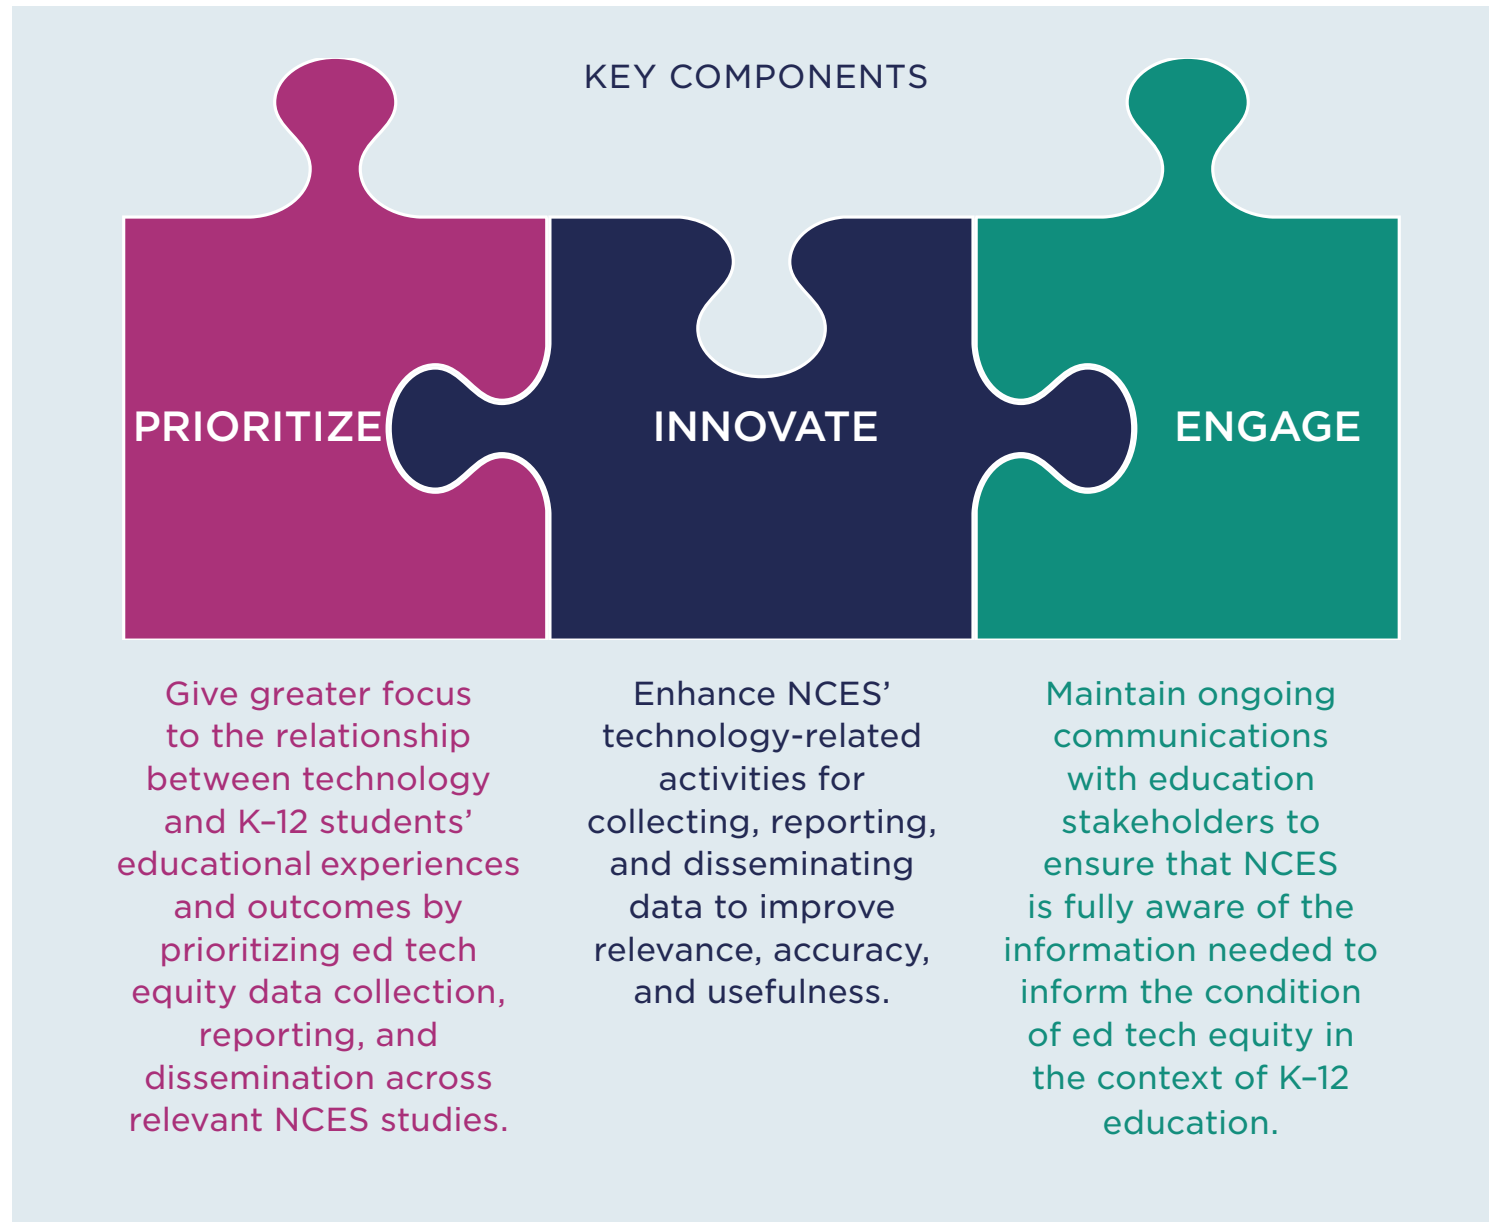 KEY COMPONENTS
PRIORITIZE
INNOVATE
ENGAGE
Give greater focus
to the relationship
between technology
and K–12 students’
educational experiences
and outcomes by
prioritizing ed tech
equity data collection,
reporting, and
dissemination across
relevant NCES studies.
Enhance NCES’
technology-related
activities for
collecting, reporting,
and disseminating
data to improve
relevance, accuracy,
and usefulness.
Maintain ongoing
communications
with education
stakeholders to
ensure that NCES
is fully aware of the
information needed to
inform the condition
of ed tech equity in
the context of K–12
education.